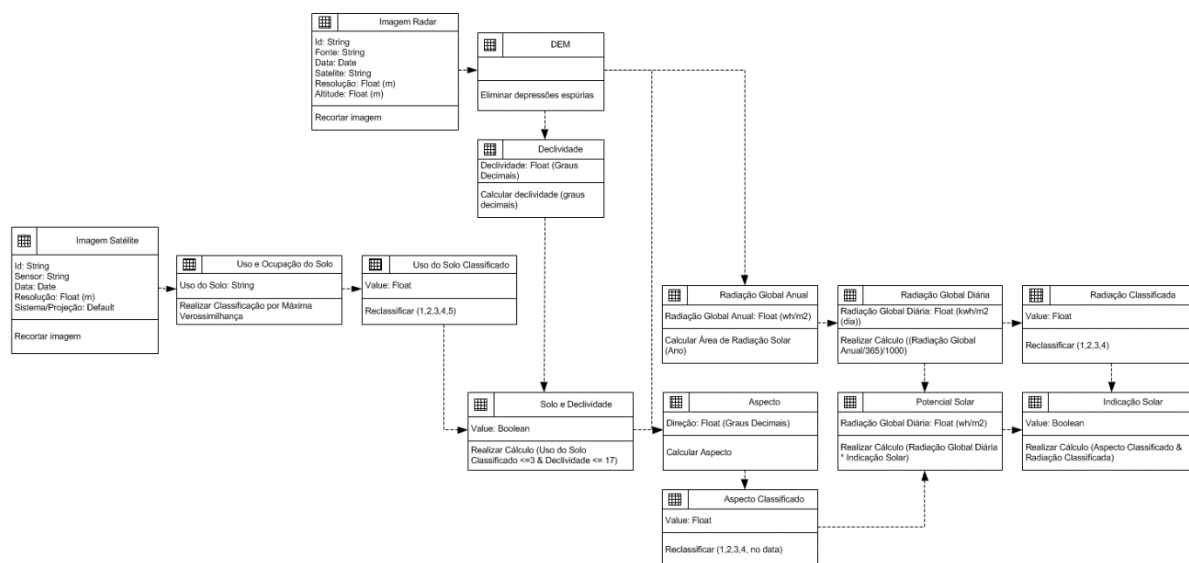 Imagem Radar
Id: String
Fonte: String
Data: Date
Satelite: String
Resolução: Float (m)
Altitude: Float (m)
Recortar imagem
DEM
Eliminar depressões espúrias
Declividade
Declividade: Float (Graus
Decimais)
Calcular declividade (graus
decimais)
Imagem Satélite
Id: String
Sensor: String
Data: Date
Resolução: Float (m)
Sistema/Projeção: Default
Recortar imagem
Uso e Ocupação do Solo
Uso do Solo: String
Realizar Classificação por Máxima
Verossimilhança
Uso do Solo Classificado
Value: Float
Reclassificar (1,2,3,4,5)
Solo e Declividade
Value: Boolean
Realizar Cálculo (Uso do Solo
Classificado <=3 & Declividade <= 17)
Radiação Global Anual
Radiação Global Anual: Float (wh/m2)
Calcular Área de Radiação Solar
(Ano)
Radiação Global Diária
Radiação Global Diária: Float (kwh/m2
(dia))
Realizar Cálculo ((Radiação Global
Anual/365)/1000)
Radiação Classificada
Value: Float
Reclassificar (1,2,3,4)
Aspecto
Direção: Float (Graus Decimais)
Calcular Aspecto
Potencial Solar
Radiação Global Diária: Float (wh/m2)
Realizar Cálculo (Radiação Global Diária
* Indicação Solar)
Indicação Solar
Value: Boolean
Realizar Cálculo (Aspecto Classificado &
Radiação Classificada)
Aspecto Classificado
Value: Float
Reclassificar (1,2,3,4, no data)